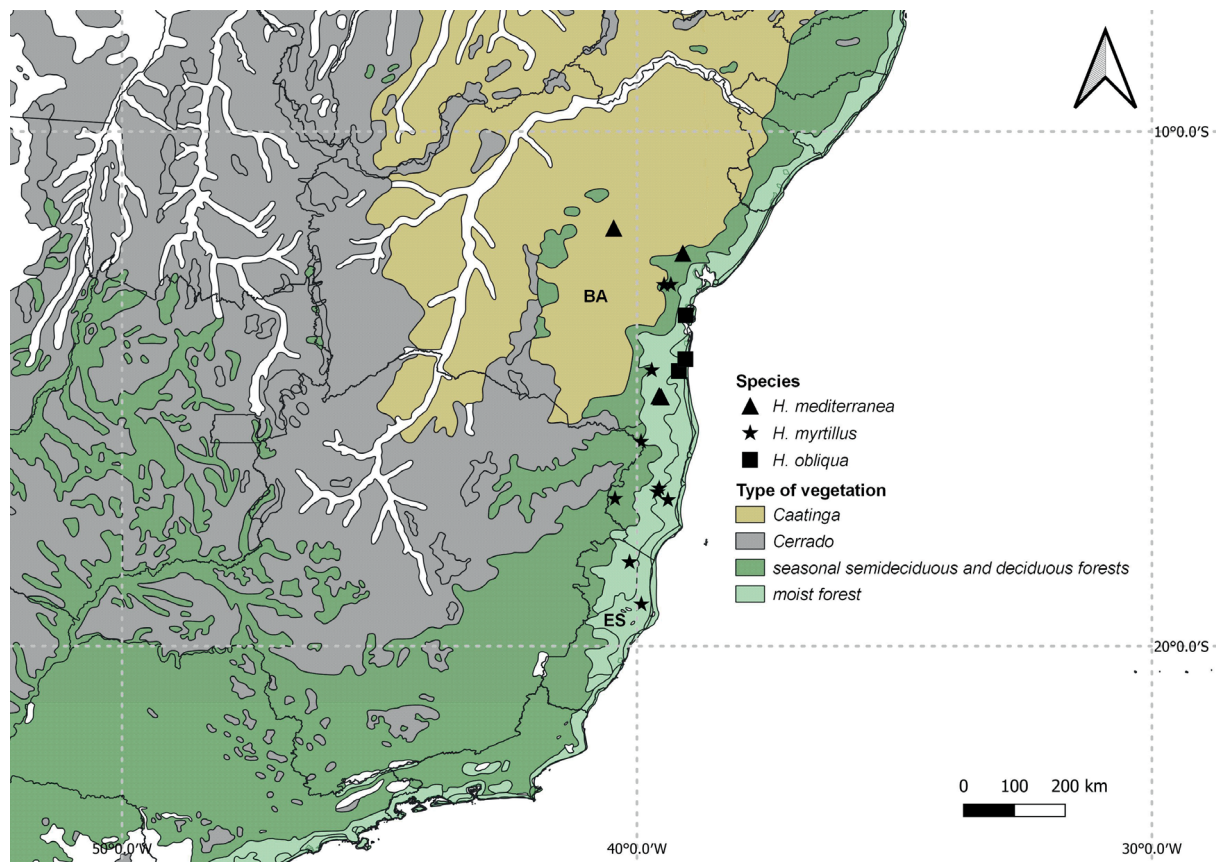 10°0.0'S
BA
Species
H. mediterranea
H. myrtillus
H. obliqua
Type of vegetation
Caatinga
Cerrado
seasonal semideciduous and deciduous forests
moist forest
ES
20°0.0'S
0 100 200 km
50°0.0'W 40°0.0'W 30°0.0'W